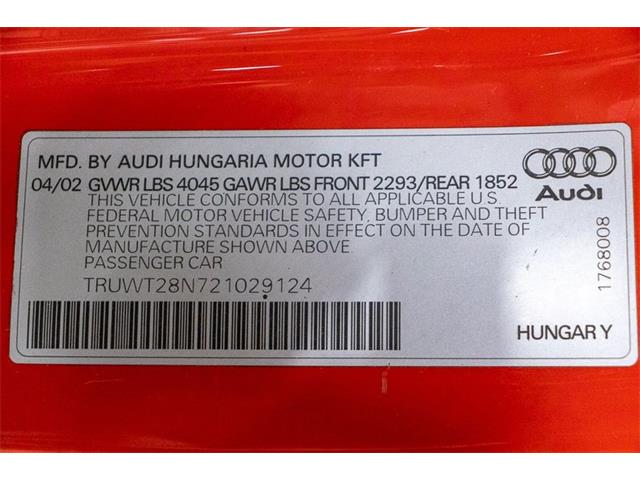 MFD. BY AUDI HUNGARIA MOTOR KFT
04/02 GVWR LBS 4045 GAWR LBS FRONT 2293/REAR 1852
THIS VEHICLE CONFORMS TO ALL APPLICABLE U.S.
FEDERAL MOTOR VEHICLE SAFETY, BUMPER AND THEFT
PREVENTION STANDARDS IN EFFECT ON THE DATE OF
MANUFACTURE SHOWN ABOVE.
PASSENGER CAR
TRUWT28N721029124
Audi
1768008
HUNGARY